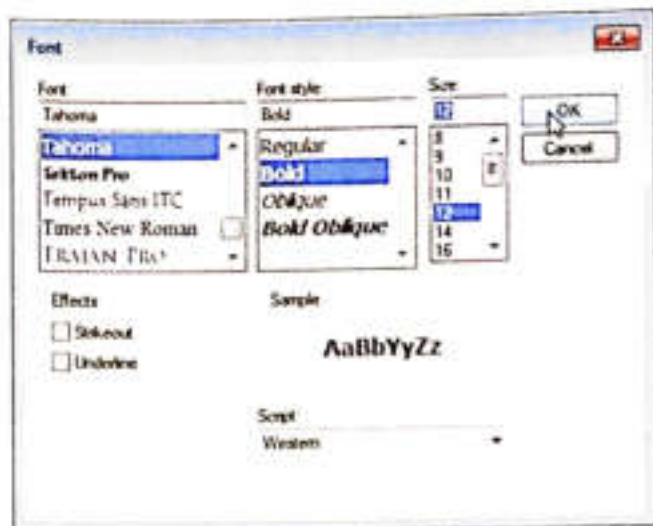 Font
Font Font style: Size
Tahoma Bold 12
Tahoma
Tekton Pro
Tempus Sans ITC
Times New Roman
TRAJAN PRO
Regular
Bold
Oblique
Bold Oblique
8
9
10
11
12
14
16
OK
Cancel
Effects
Strikeout
Underline
Sample
AaBbYyZz
Script
Western